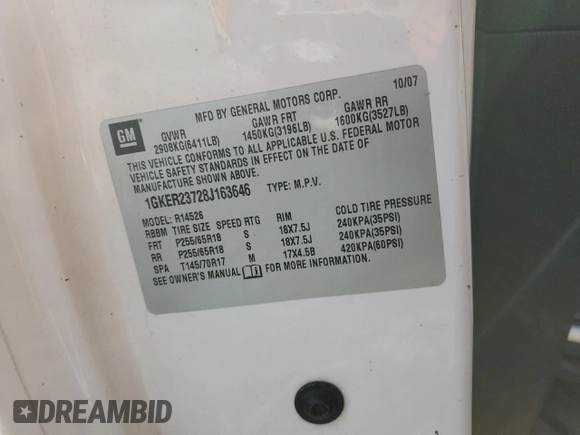 MFD BY GENERAL MOTORS CORP. 10/07
GM
GVWR GAWR FRT GAWR RR
2908KG(6411LB) 1450KG(3196LB) 1600KG(3527LB)
THIS VEHICLE CONFORMS TO ALL APPLICABLE U.S. FEDERAL MOTOR
VEHICLE SAFETY STANDARDS IN EFFECT ON THE DATE OF
MANUFACTURE SHOWN ABOVE.
1GKER23728J163646 TYPE: M.P.V.
MODEL: R14526
RBBM TIRE SIZE SPEED RTG RIM COLD TIRE PRESSURE
FRT P255/65R18 S 18X7.5J 240KPA(35PSI)
RR P255/65R18 S 18X7.5J 240KPA(35PSI)
SPA T145/70R17 M 17X4.5B 420KPA(60PSI)
SEE OWNER'S MANUAL FOR MORE INFORMATION.
DREAMBID